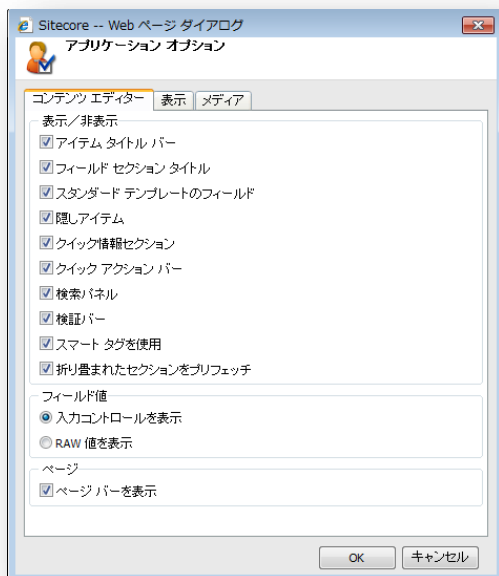 Sitecore -- Web ページ ダイアログ
アプリケーション オプション
コンテンツ エディター 表示 メディア
表示/非表示
アイテム タイトル バー
フィールド セクション タイトル
スタンダード テンプレートのフィールド
隠しアイテム
クイック情報セクション
クイック アクション バー
検索パネル
検証バー
スマート タグを使用
折り畳まれたセクションをプリフェッチ
フィールド値
入力コントロールを表示
RAW 値を表示
ページ
ページ バーを表示
OK キャンセル